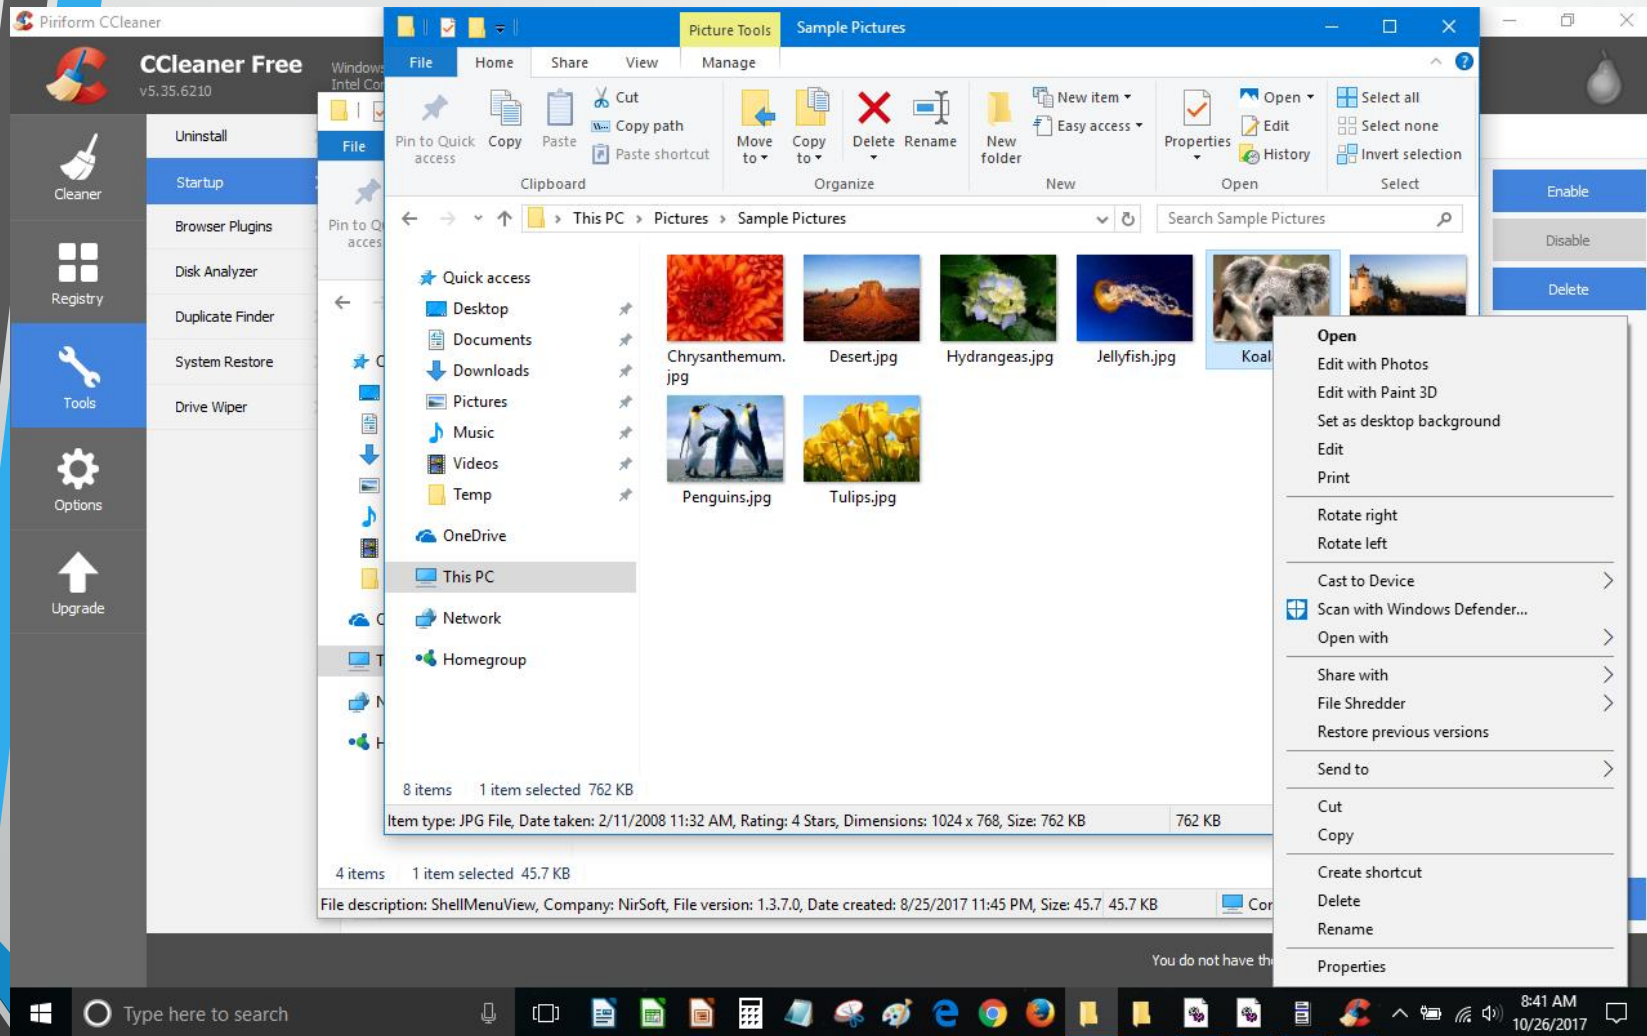 Piriform CCleaner
CCleaner Free
v5.35.6210
Windows
Intel Cor
Cleaner
Registry
Tools
Options
Upgrade
Uninstall
Startup
Browser Plugins
Disk Analyzer
Duplicate Finder
System Restore
Drive Wiper
Enable
Disable
Delete
File
Pin to Qu
acces
4 items 1 item selected 45.7 KB
File description: ShellMenuView, Company: NirSoft, File version: 1.3.7.0, Date created: 8/25/2017 11:45 PM, Size: 45.7 45.7 KB
You do not have the
Picture Tools Sample Pictures
File Home Share View Manage
Pin to Quick
access
Copy
Paste
Cut
Copy path
Paste shortcut
Clipboard
Move
to
Copy
to
Delete
Rename
Organize
New
folder
New item
Easy access
New
Properties
Open
Edit
History
Open
Select all
Select none
Invert selection
Select
This PC > Pictures > Sample Pictures
Search Sample Pictures
Quick access
Desktop
Documents
Downloads
Pictures
Music
Videos
Temp
OneDrive
This PC
Network
Homegroup
Chrysanthemum.
jpg
Desert.jpg
Hydrangeas.jpg
Jellyfish.jpg
Koal
Penguins.jpg
Tulips.jpg
8 items 1 item selected 762 KB
Item type: JPG File, Date taken: 2/11/2008 11:32 AM, Rating: 4 Stars, Dimensions: 1024 x 768, Size: 762 KB 762 KB
Open
Edit with Photos
Edit with Paint 3D
Set as desktop background
Edit
Print
Rotate right
Rotate left
Cast to Device
Scan with Windows Defender...
Open with
Share with
File Shredder
Restore previous versions
Send to
Cut
Copy
Create shortcut
Delete
Rename
Properties
Type here to search
8:41 AM
10/26/2017